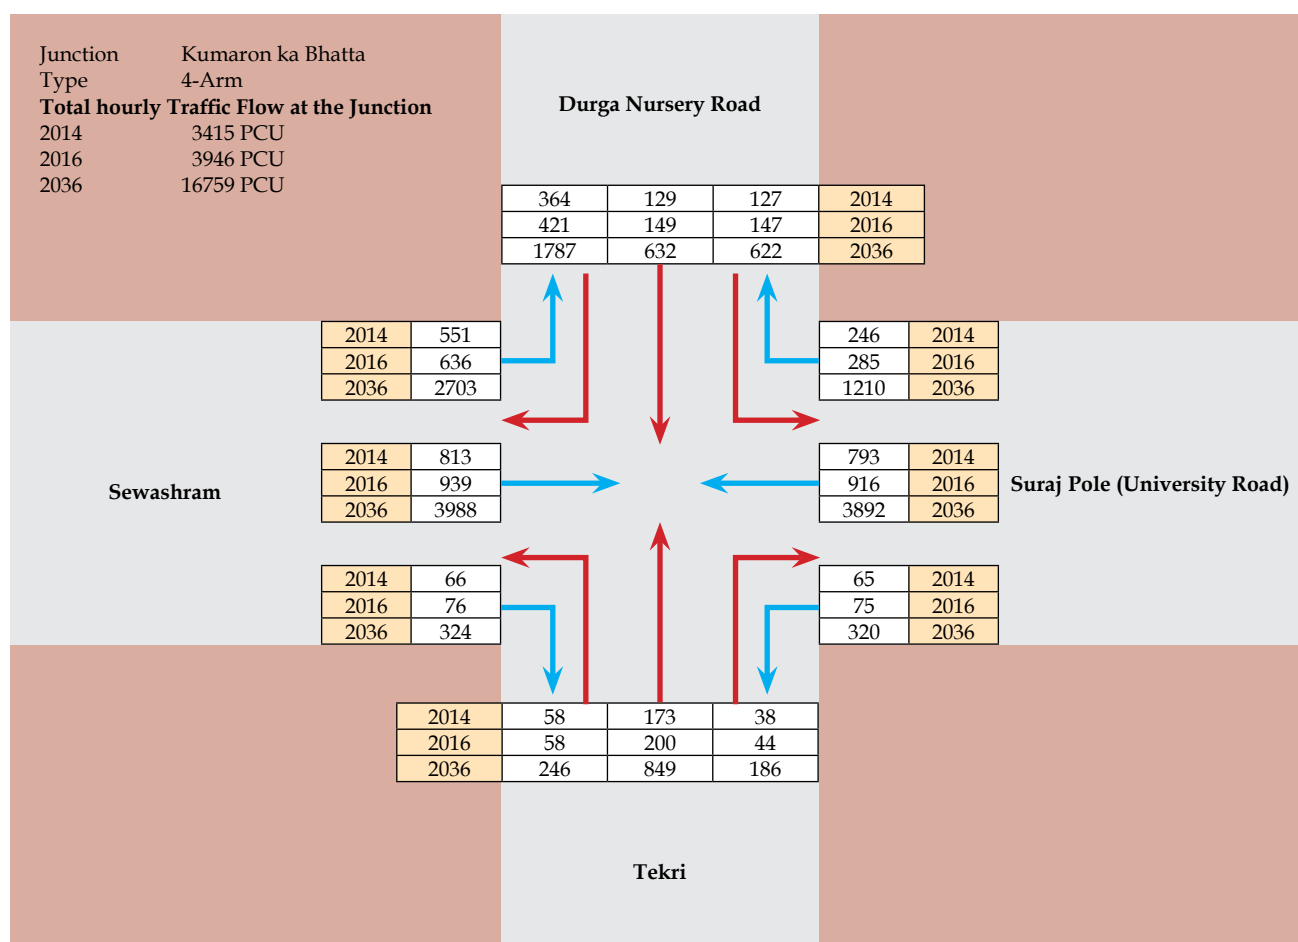 Junction Kumaron ka Bhatta
Type 4-Arm
Total hourly Traffic Flow at the Junction
2014 3415 PCU
2016 3946 PCU
2036 16759 PCU
Durga Nursery Road
364 129 127 2014
421 149 147 2016
1787 632 622 2036
2014 551
2016 636
2036 2703
246 2014
285 2016
1210 2036
Sewashram
2014 813
2016 939
2036 3988
793 2014
916 2016
3892 2036
Suraj Pole (University Road)
2014 66
2016 76
2036 324
65 2014
75 2016
320 2036
2014 58 173 38
2016 58 200 44
2036 246 849 186
Tekri